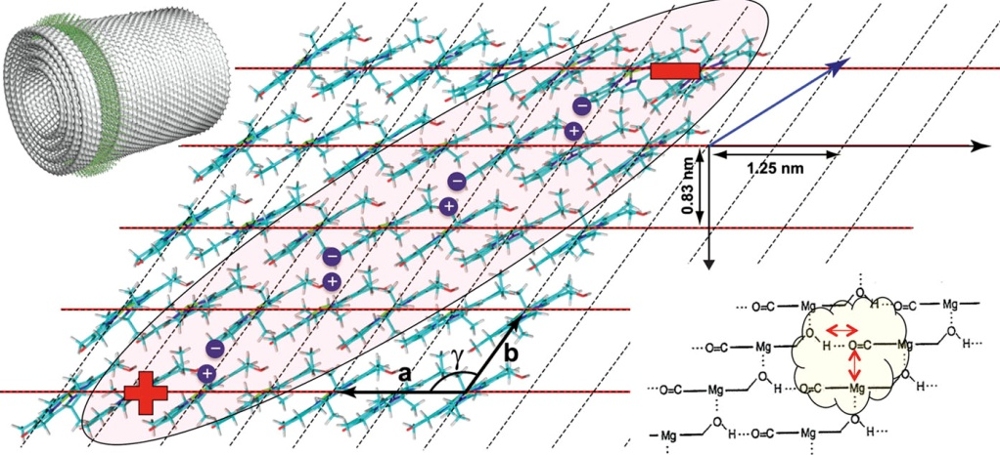 1.25 nm
0.83 nm
− +
− +
− +
− +
a γ b
O H
··· O=C Mg O=C Mg
O H O H···
···O=C Mg O=C Mg
O H O H···
···O=C Mg O=C Mg
O H O H···
Mg O=C Mg